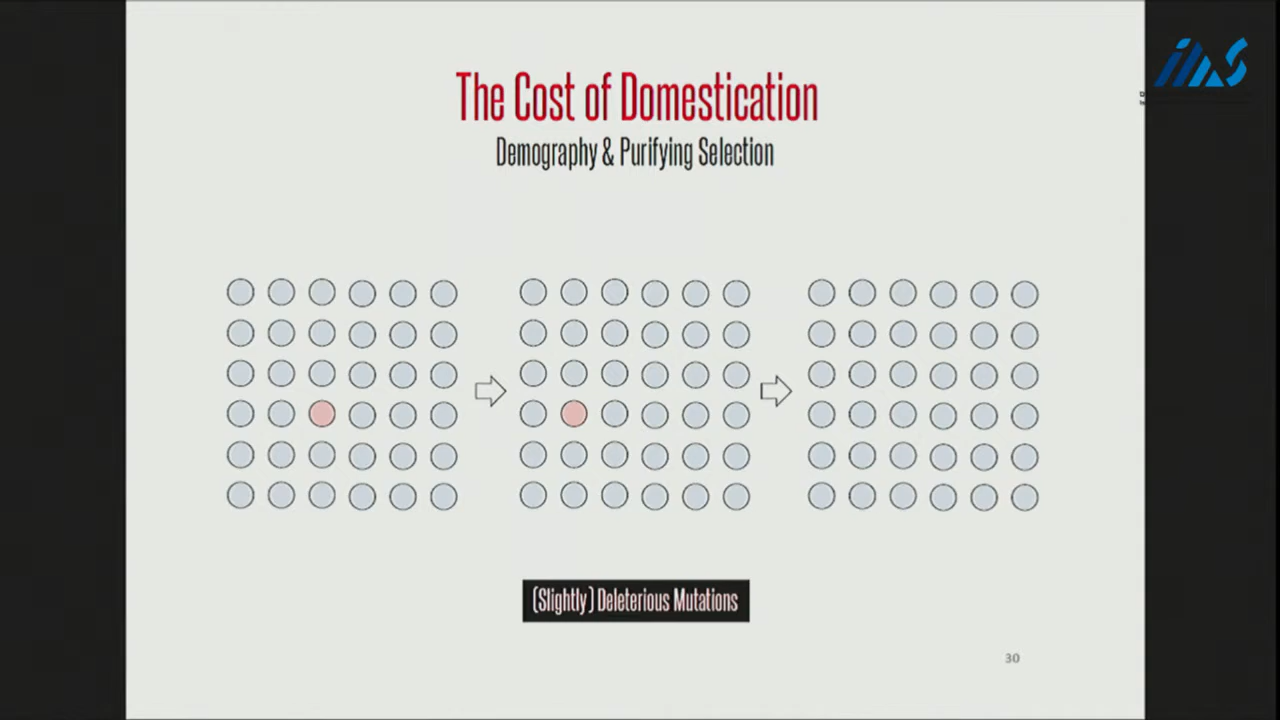 The Cost of Domestication
Demography & Purifying Selection
(Slightly) Deleterious Mutations
30